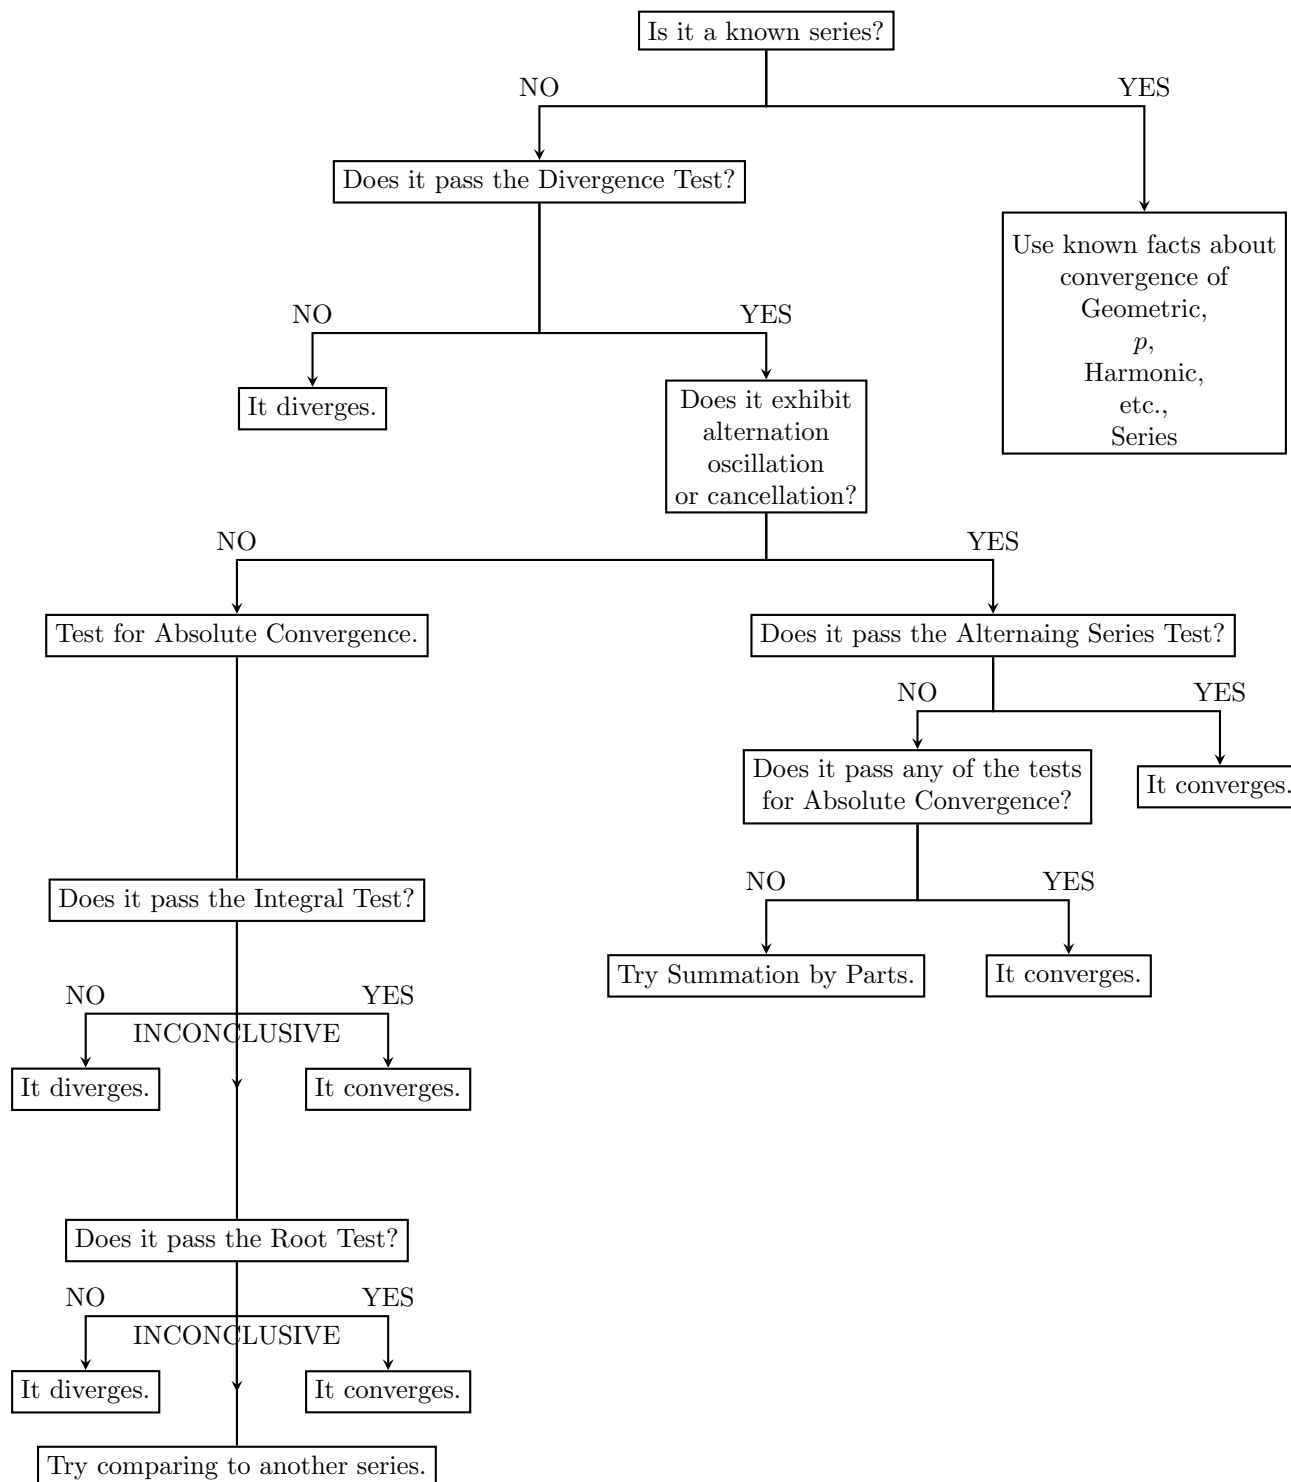 Is it a known series?
NO
YES
Does it pass the Divergence Test?
Use known facts about
convergence of
Geometric,
p,
Harmonic,
etc.,
Series
NO
YES
It diverges.
Does it exhibit
alternation
oscillation
or cancellation?
NO
YES
Test for Absolute Convergence.
Does it pass the Alternaing Series Test?
NO
YES
Does it pass any of the tests
for Absolute Convergence?
It converges.
NO
YES
Try Summation by Parts.
It converges.
Does it pass the Integral Test?
NO
YES
INCONCLUSIVE
It diverges.
It converges.
Does it pass the Root Test?
NO
YES
INCONCLUSIVE
It diverges.
It converges.
Try comparing to another series.